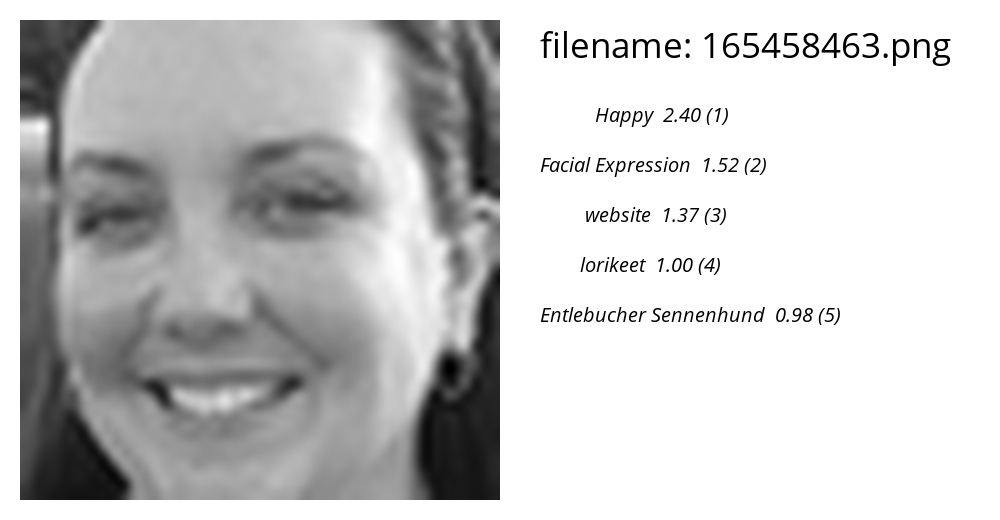 filename: 165458463.png
Happy 2.40 (1)
Facial Expression 1.52 (2)
website 1.37 (3)
lorikeet 1.00 (4)
Entlebucher Sennenhund 0.98 (5)